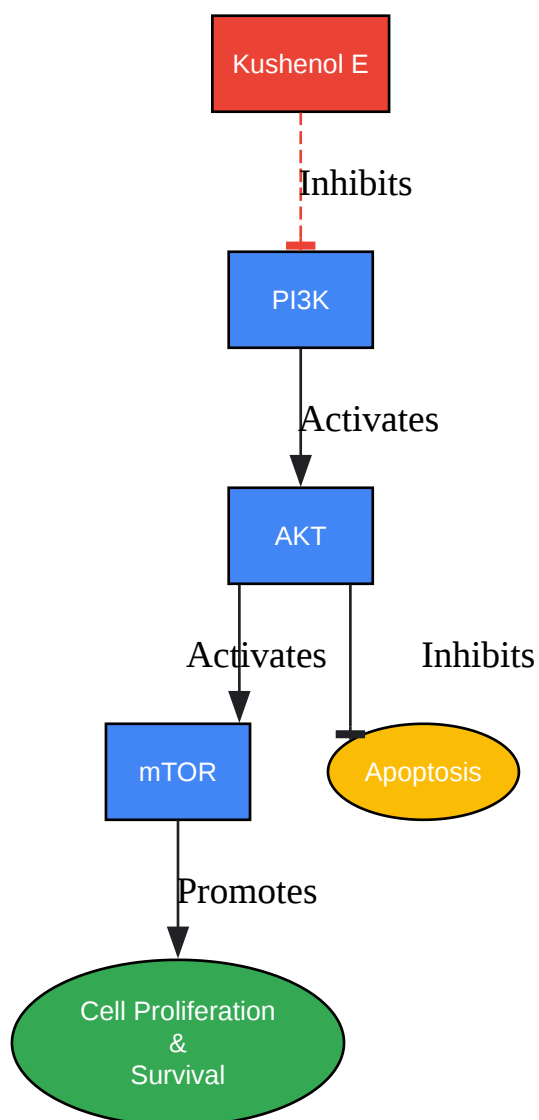 Kushenol E
Inhibits
PI3K
Activates
AKT
Activates
Inhibits
mTOR
Apoptosis
Promotes
Cell Proliferation
&
Survival